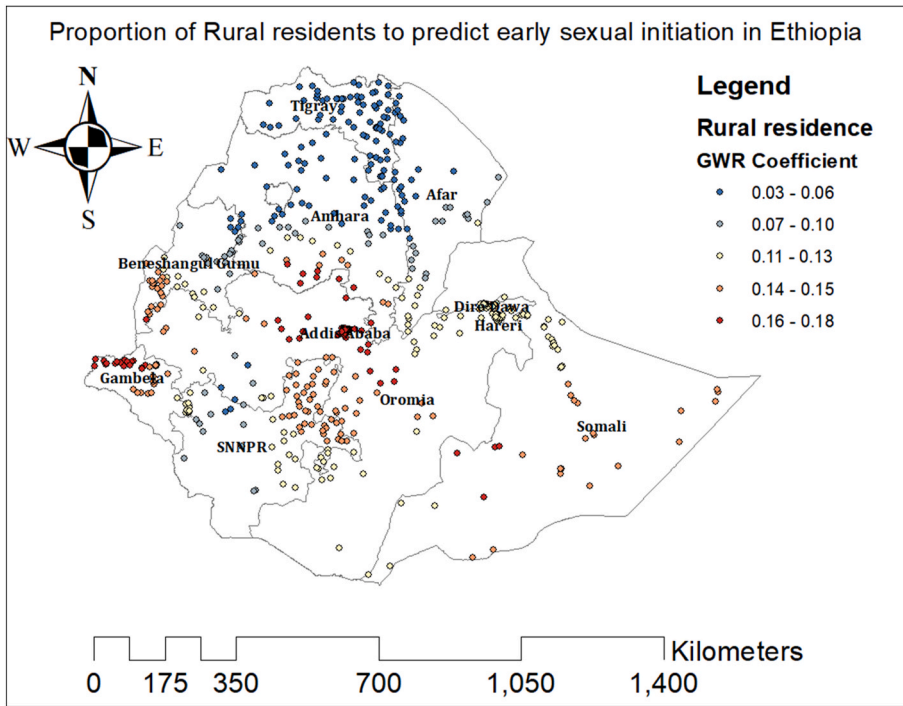 Proportion of Rural residents to predict early sexual initiation in Ethiopia
N
W E
S
Legend
Rural residence
GWR Coefficient
0.03 - 0.06
0.07 - 0.10
0.11 - 0.13
0.14 - 0.15
0.16 - 0.18
Tigray
Afar
Amhara
Beneshangul Gumu
Dire Dawa
Hareri
Addis Ababa
Gambela
Oromia
Somali
SNNPR
Kilometers
0 175 350 700 1,050 1,400